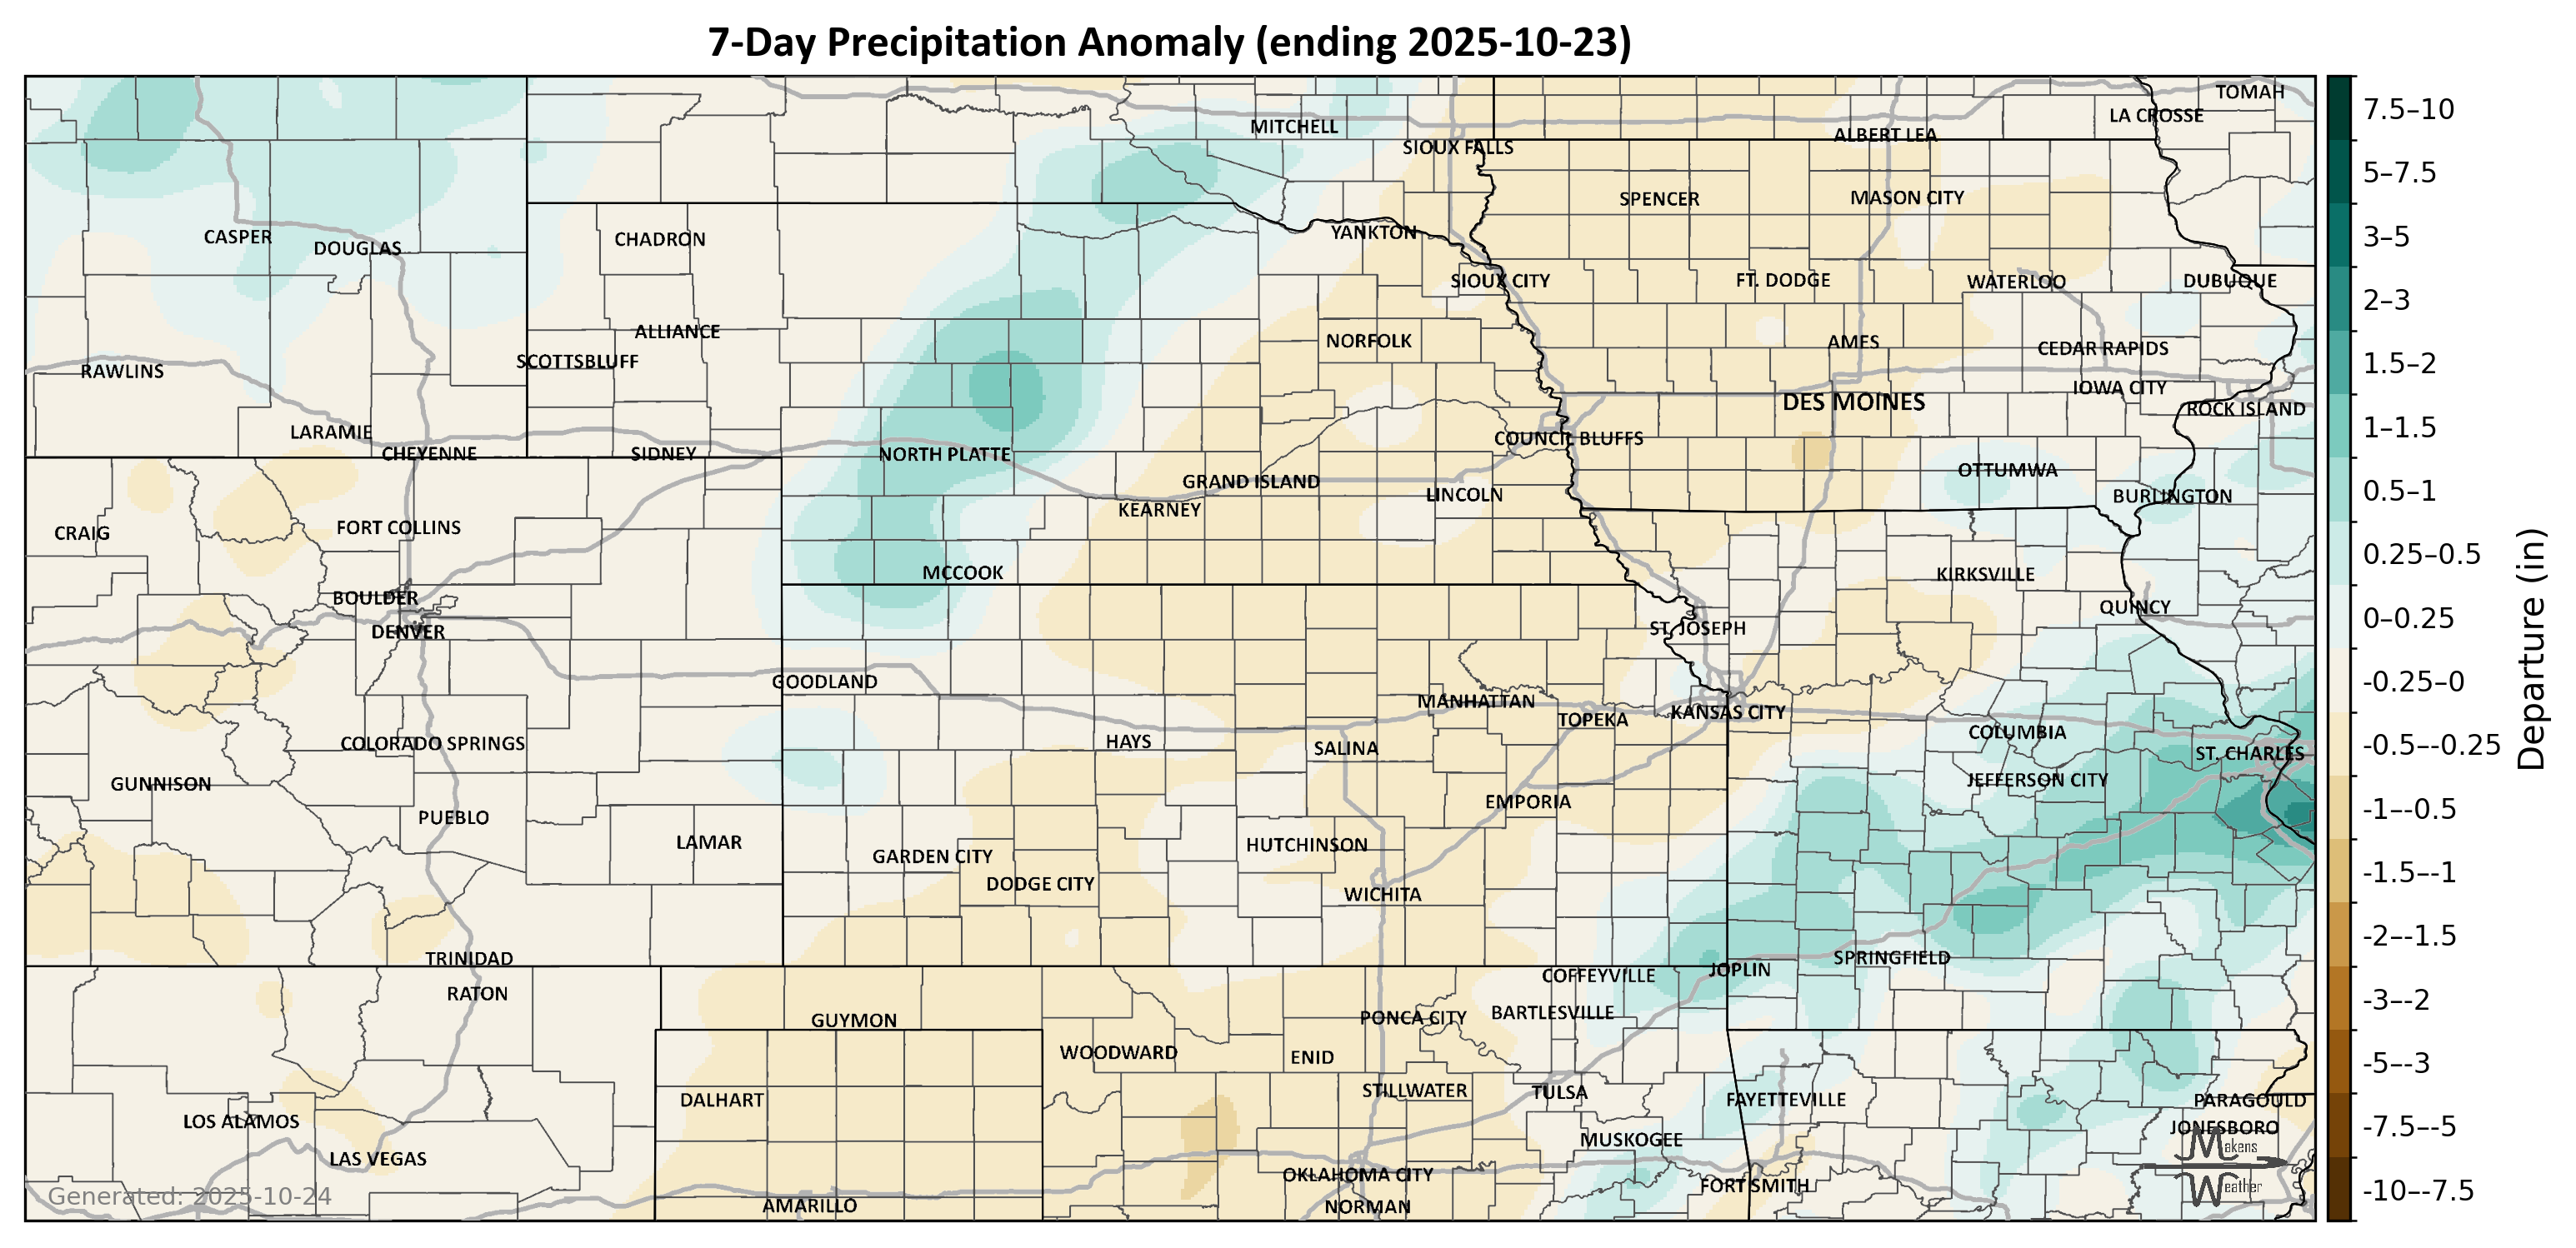 7-Day Precipitation Anomaly (ending 2025-10-23)
TOMAH
LA CROSSE
MITCHELL
ALBERT LEA
SIOUX FALLS
SPENCER
MASON CITY
CASPER
DOUGLAS
CHADRON
YANKTON
SIOUX CITY
FT. DODGE
WATERLOO
DUBUQUE
ALLIANCE
NORFOLK
AMES
CEDAR RAPIDS
SCOTTSBLUFF
RAWLINS
IOWA CITY
DES MOINES
ROCK ISLAND
LARAMIE
COUNCIL BLUFFS
CHEYENNE
SIDNEY
NORTH PLATTE
OTTUMWA
GRAND ISLAND
LINCOLN
BURLINGTON
KEARNEY
CRAIG
FORT COLLINS
MCCOOK
KIRKSVILLE
BOULDER
QUINCY
DENVER
ST. JOSEPH
GOODLAND
MANHATTAN
TOPEKA
KANSAS CITY
COLUMBIA
COLORADO SPRINGS
HAYS
SALINA
ST. CHARLES
GUNNISON
JEFFERSON CITY
EMPORIA
PUEBLO
LAMAR
HUTCHINSON
GARDEN CITY
DODGE CITY
WICHITA
TRINIDAD
SPRINGFIELD
COFFEYVILLE
JOPLIN
RATON
BARTLESVILLE
GUYMON
PONCA CITY
WOODWARD
ENID
STILLWATER
TULSA
DALHART
FAYETTEVILLE
PARAGOULD
LOS ALAMOS
JONESBORO
MUSKOGEE
LAS VEGAS
OKLAHOMA CITY
FORT SMITH
AMARILLO
NORMAN
Generated: 2025-10-24
Makens
Weather
7.5–10
5–7.5
3–5
2–3
1.5–2
1–1.5
0.5–1
0.25–0.5
0–0.25
-0.25–0
-0.5–-0.25
-1–-0.5
-1.5–-1
-2–-1.5
-3–-2
-5–-3
-7.5–-5
-10–-7.5
Departure (in)